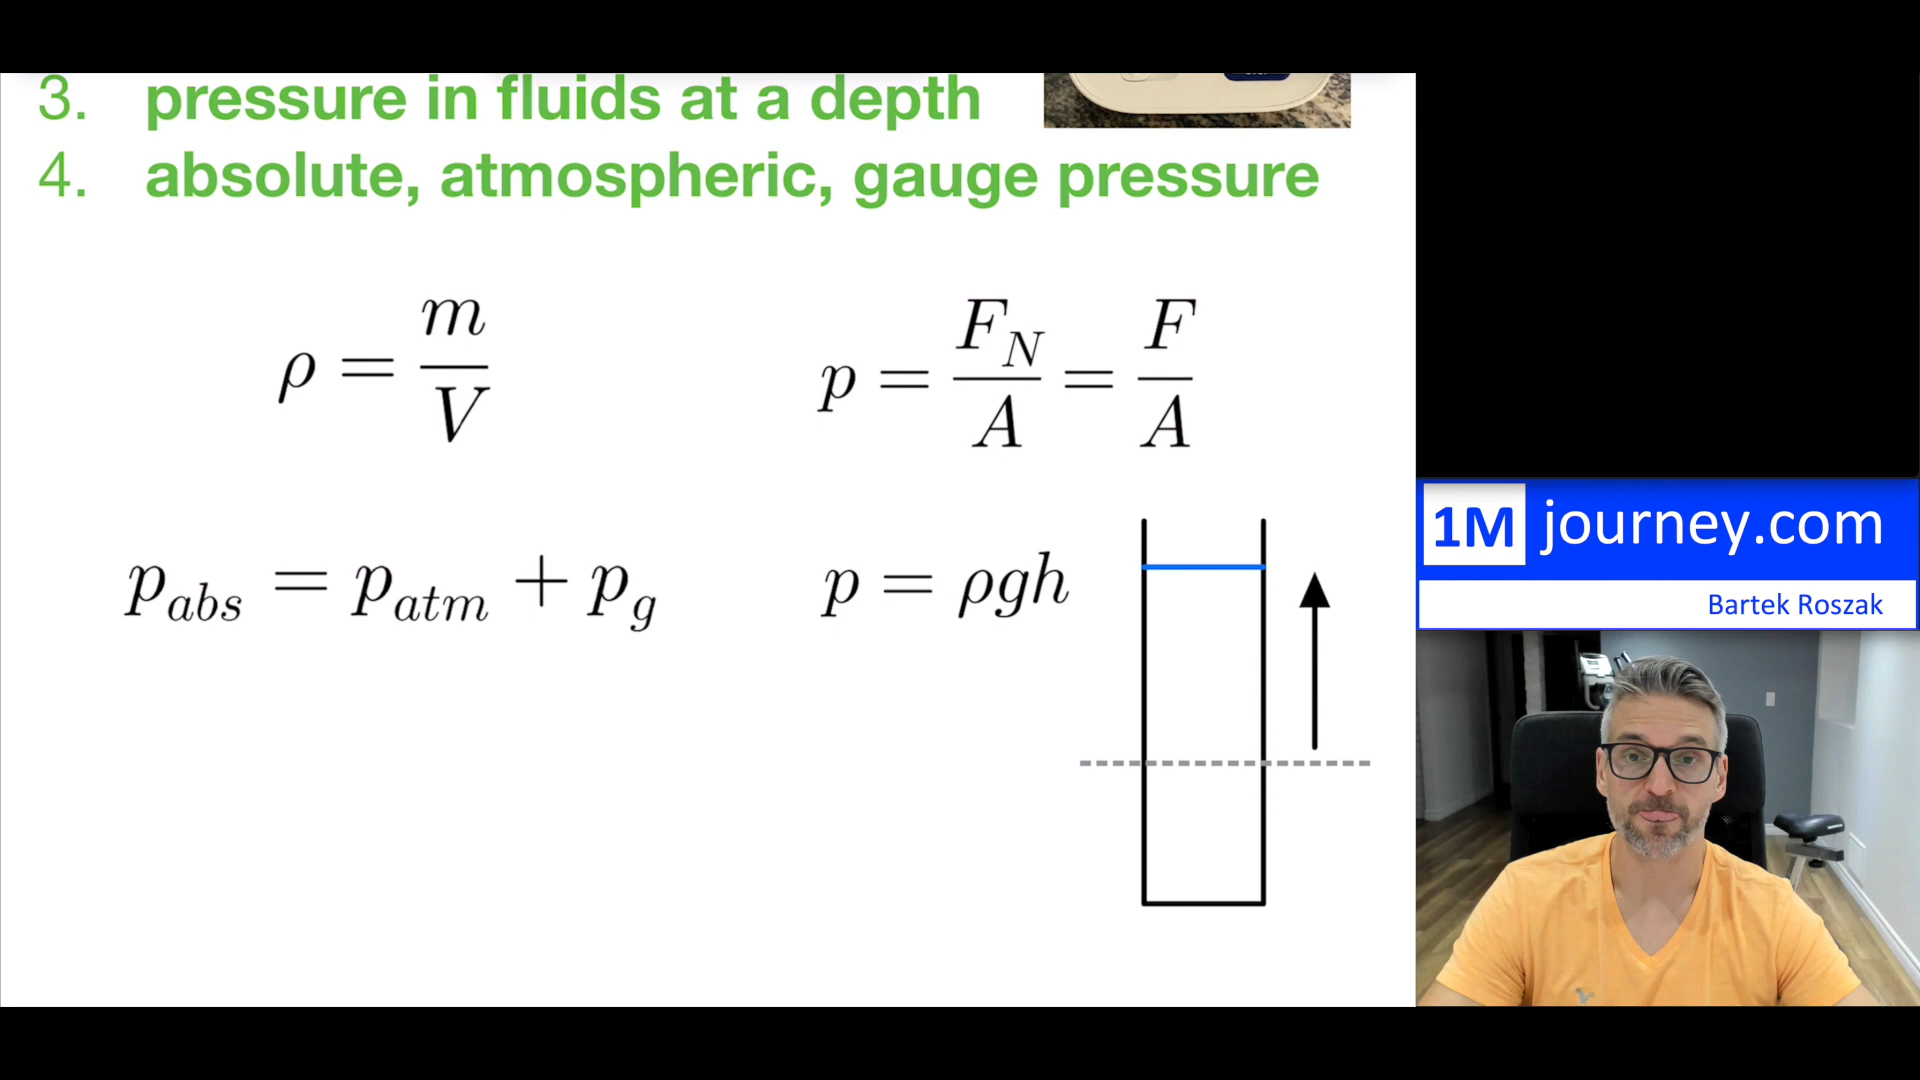 3. pressure in fluids at a depth
4. absolute, atmospheric, gauge pressure
ρ = m/V
p = F_N/A = F/A
p_abs = p_atm + p_g
p = ρgh
1M journey.com
Bartek Roszak